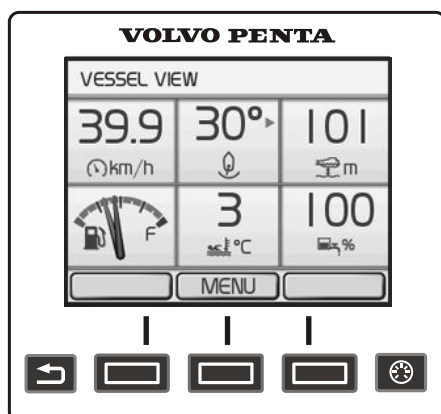 VOLVO PENTA
VESSEL VIEW
39.9 30° 101
km/h m
F 3 100
°C %
MENU